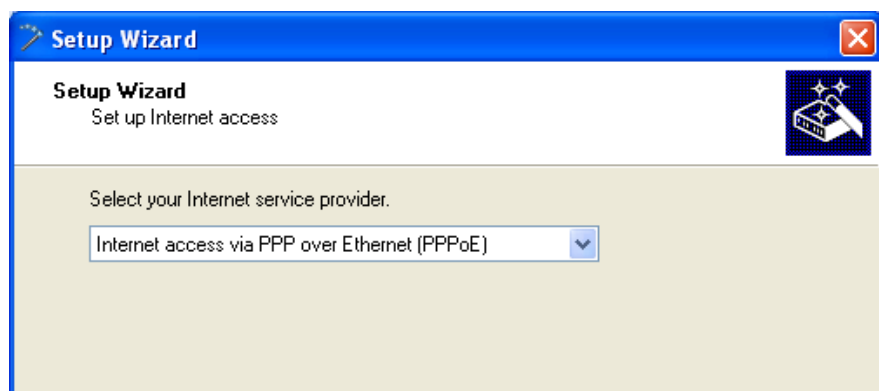 Setup Wizard
Setup Wizard
Set up Internet access
Select your Internet service provider.
Internet access via PPP over Ethernet (PPPoE)